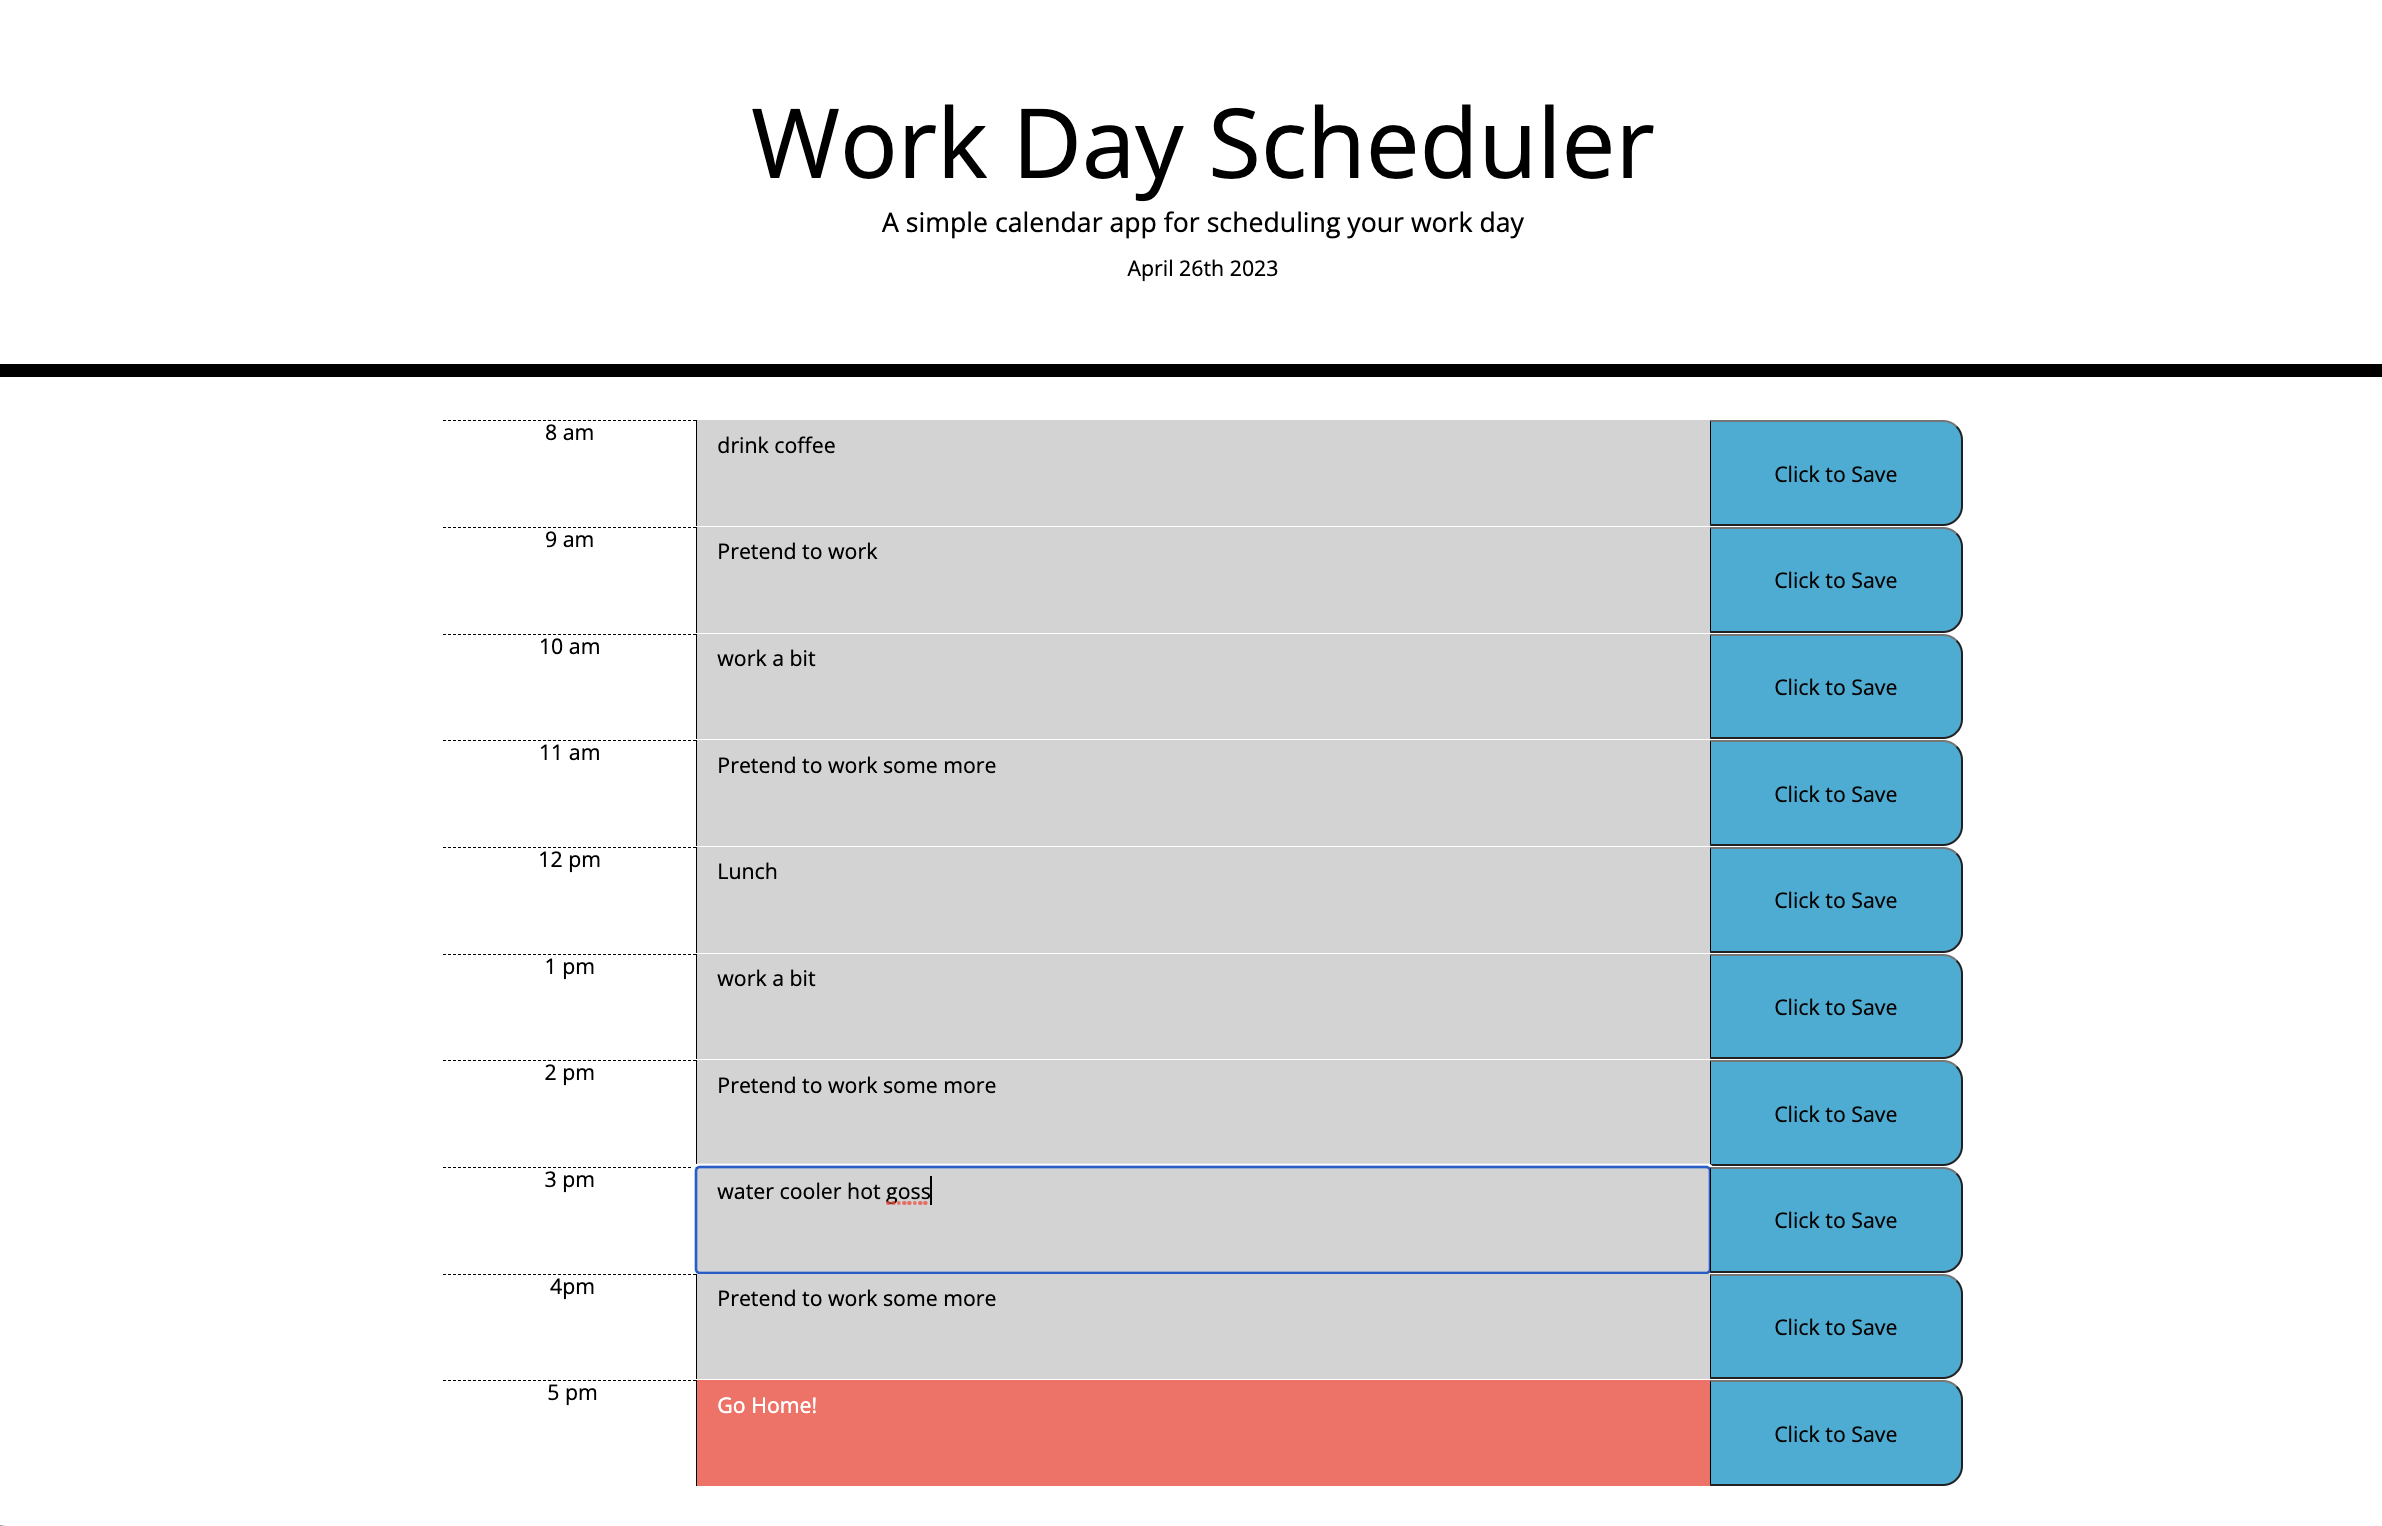 Work Day Scheduler
A simple calendar app for scheduling your work day
April 26th 2023
8 am
drink coffee
Click to Save
9 am
Pretend to work
Click to Save
10 am
work a bit
Click to Save
11 am
Pretend to work some more
Click to Save
12 pm
Lunch
Click to Save
1 pm
work a bit
Click to Save
2 pm
Pretend to work some more
Click to Save
3 pm
water cooler hot goss
Click to Save
4pm
Pretend to work some more
Click to Save
5 pm
Go Home!
Click to Save